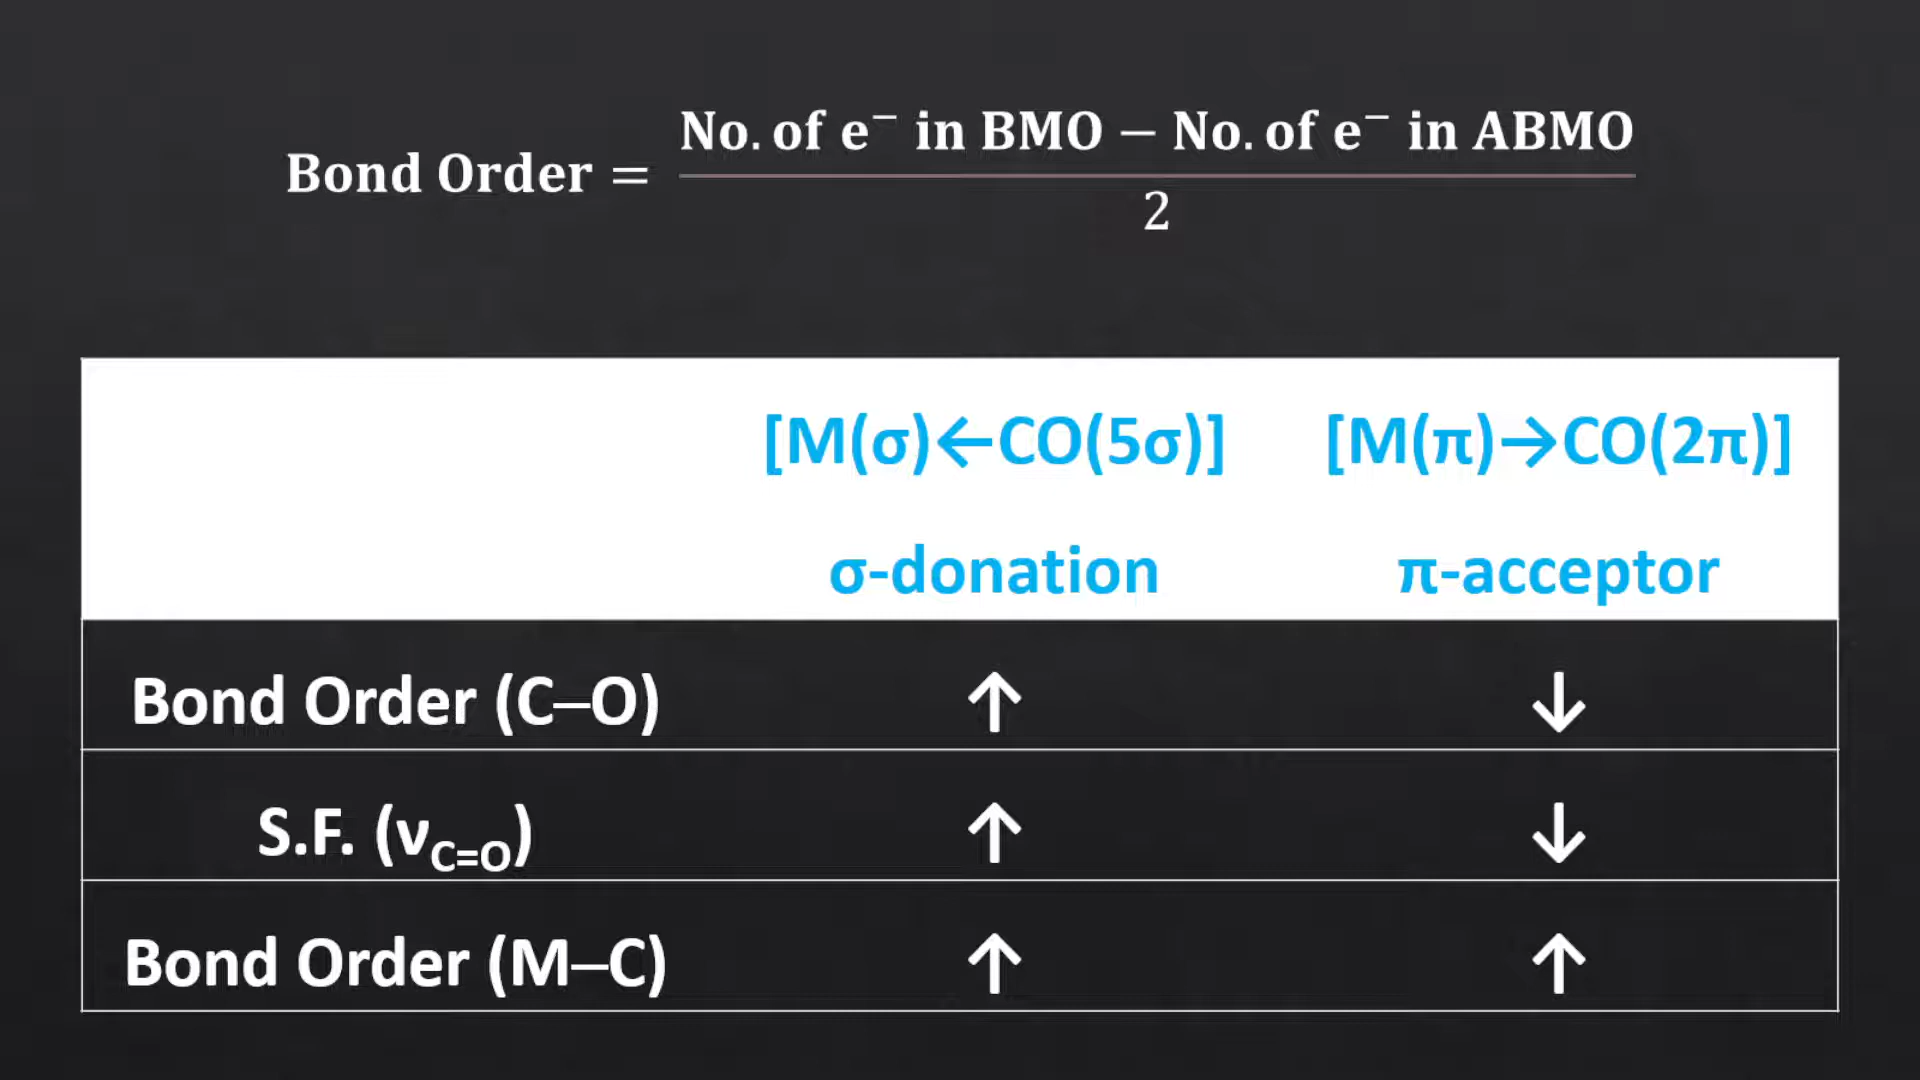 Bond Order = No. of e⁻ in BMO − No. of e⁻ in ABMO / 2
[M(σ)←CO(5σ)] [M(π)→CO(2π)]
σ-donation π-acceptor
Bond Order (C–O) ↑ ↓
S.F. (νC=O) ↑ ↓
Bond Order (M–C) ↑ ↑